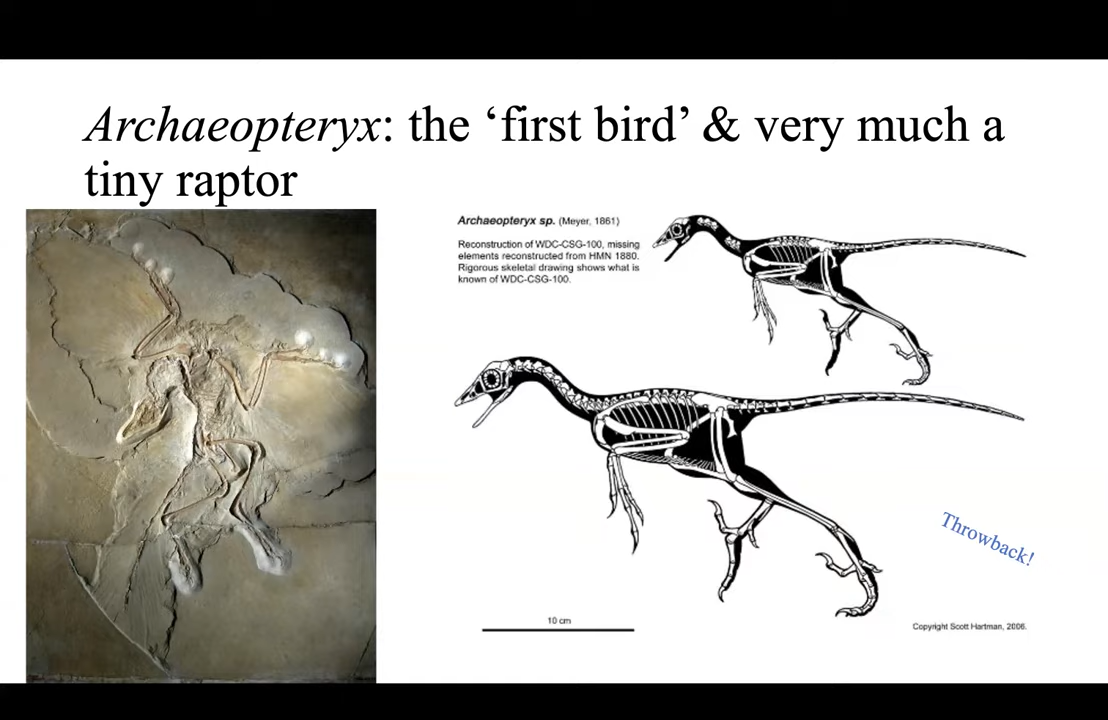 Archaeopteryx: the ‘first bird’ & very much a
tiny raptor
Archaeopteryx sp. (Meyer, 1861)
Reconstruction of WDC-CSG-100, missing
elements reconstructed from HMN 1880.
Rigorous skeletal drawing shows what is
known of WDC-CSG-100.
Throwback!
10 cm
Copyright Scott Hartman, 2006.